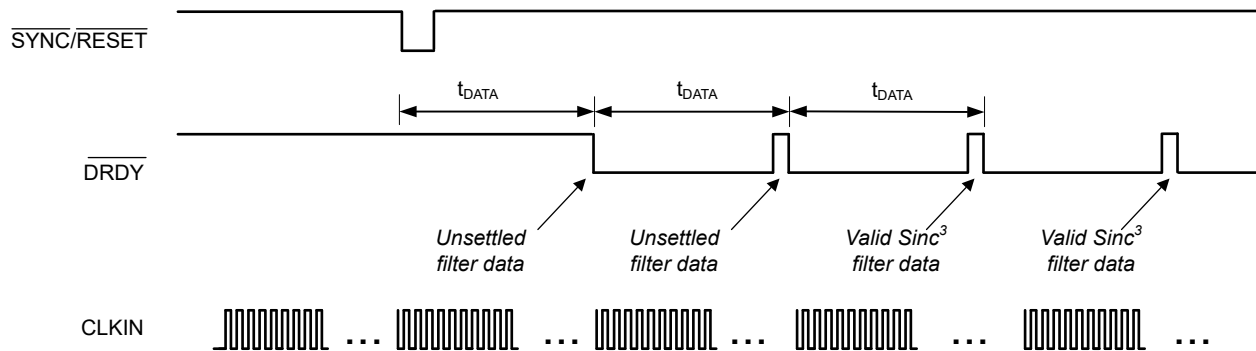 SYNC/RESET
tDATA tDATA tDATA
DRDY
Unsettled Unsettled Valid Sinc³ Valid Sinc³
filter data filter data filter data filter data
CLKIN ... ... ... ... ...